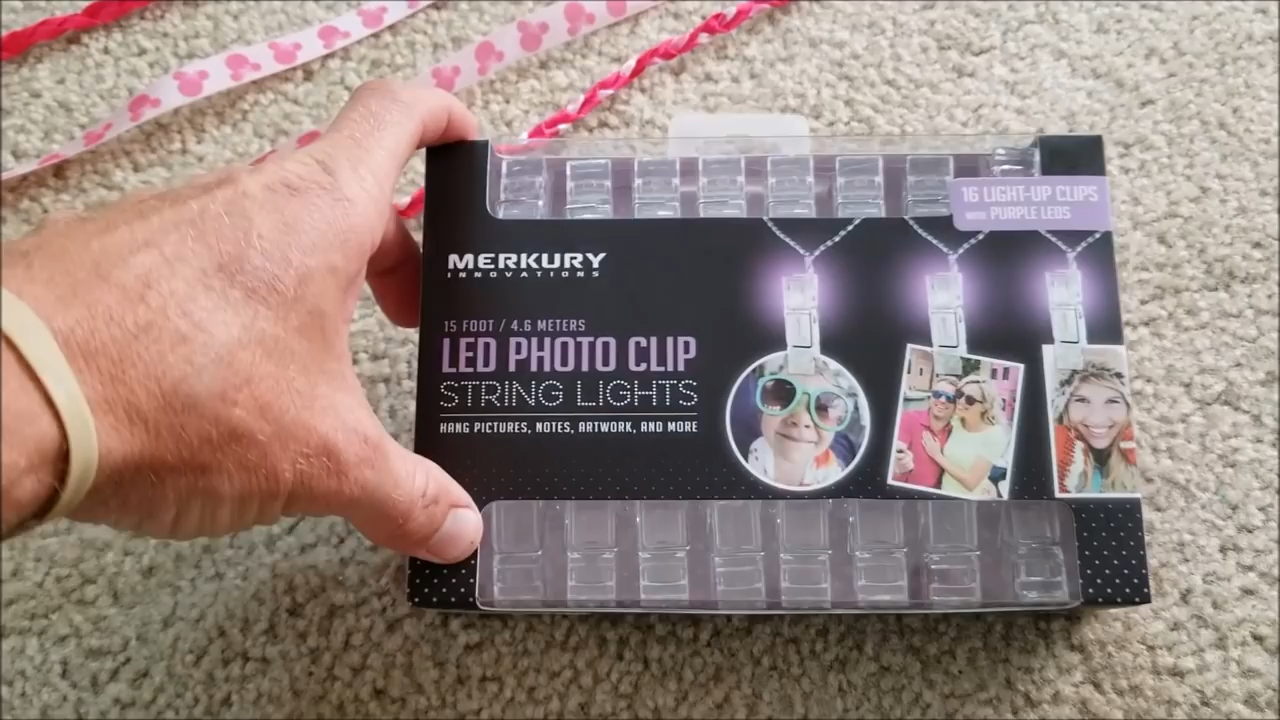 16 LIGHT-UP CLIPS
WITH PURPLE LEDS
MERKURY
INNOVATIONS
15 FOOT / 4.6 METERS
LED PHOTO CLIP
STRING LIGHTS
HANG PICTURES, NOTES, ARTWORK, AND MORE